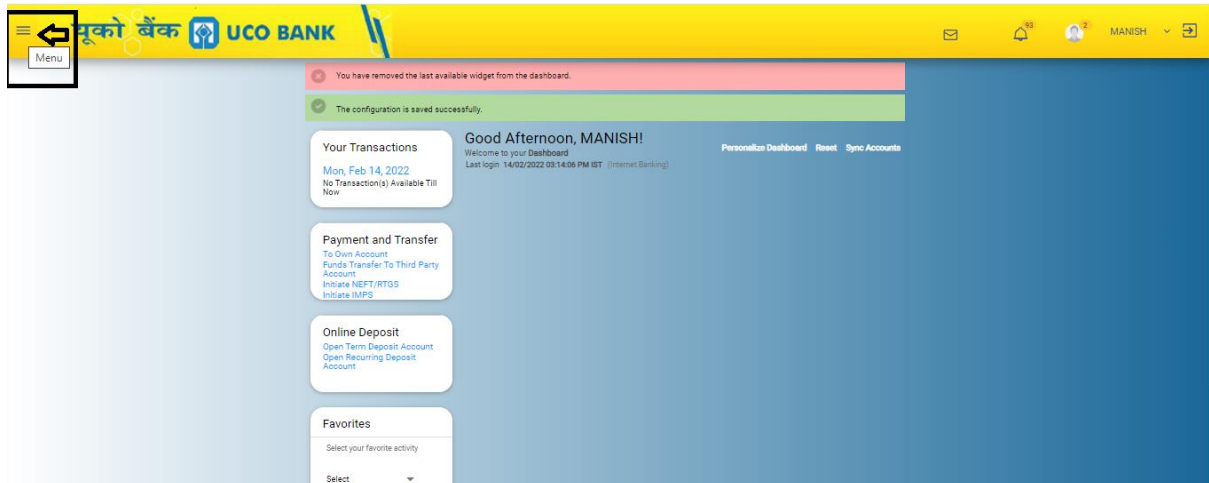 यूको बैंक UCO BANK
93
2
MANISH
Menu
You have removed the last available widget from the dashboard.
The configuration is saved successfully.
Your Transactions
Mon, Feb 14, 2022
No Transaction(s) Available Till
Now
Good Afternoon, MANISH!
Welcome to your Dashboard
Last login 14/02/2022 03:14:06 PM IST (Internet Banking)
Personalize Dashboard Reset Sync Accounts
Payment and Transfer
To Own Account
Funds Transfer To Third Party
Account
Initiate NEFT/RTGS
Initiate IMPS
Online Deposit
Open Term Deposit Account
Open Recurring Deposit
Account
Favorites
Select your favorite activity
Select